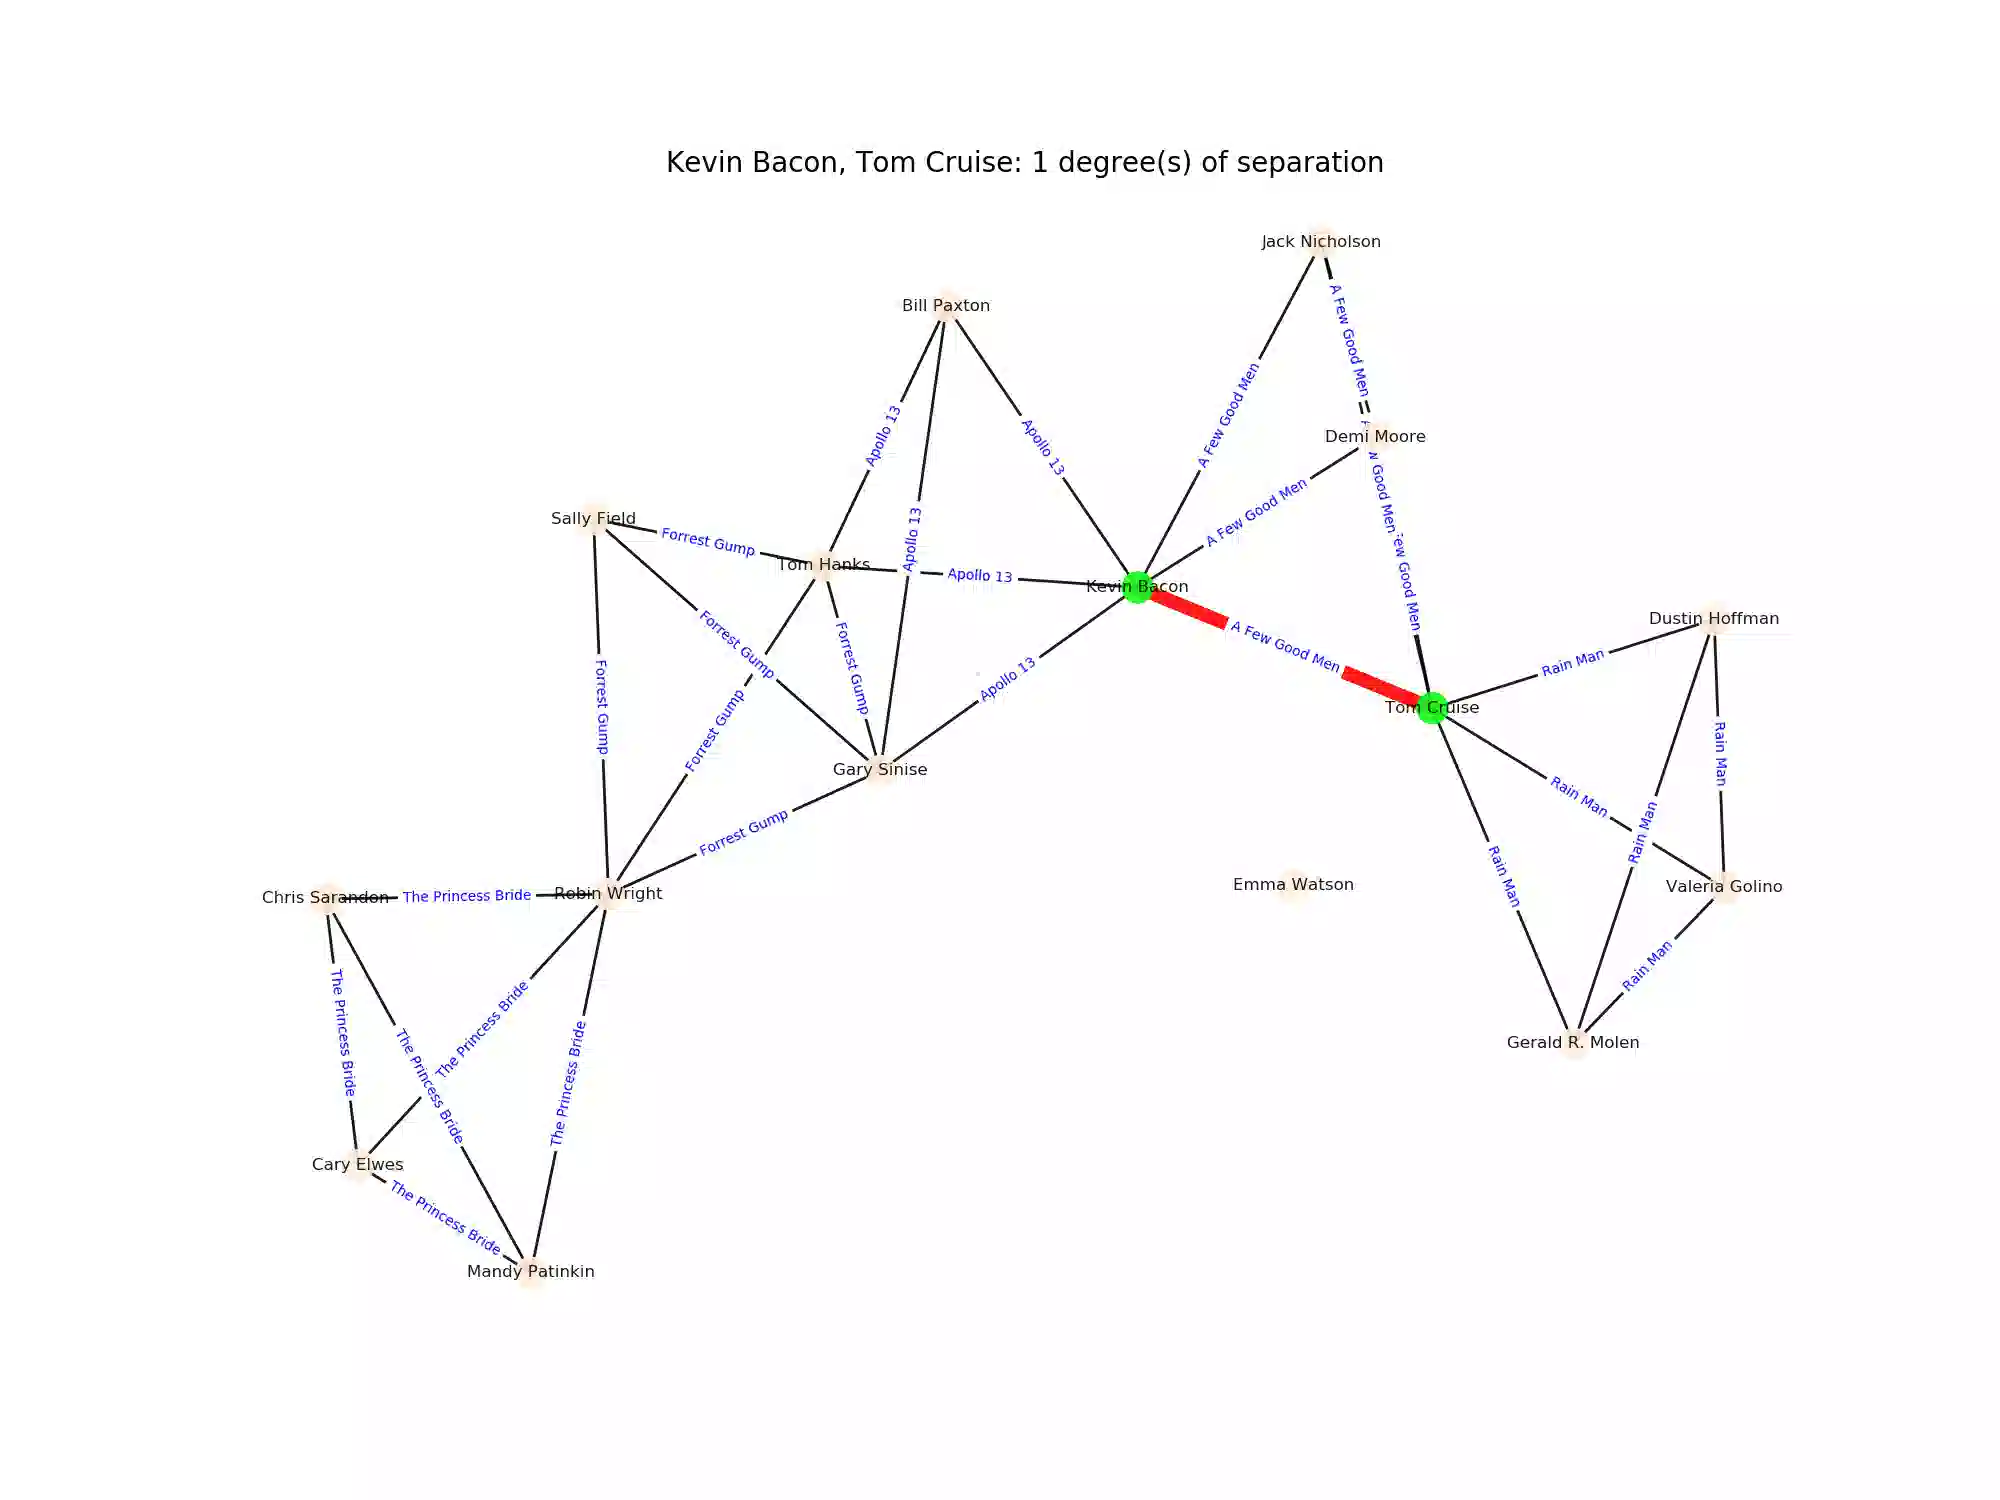 Kevin Bacon, Tom Cruise: 1 degree(s) of separation
Jack Nicholson
A Few Good Men
Bill Paxton
A Few Good Men
Apollo 13
Apollo 13
Demi Moore
A Few Good Men
Good Men
Few Good Men
Sally Field
Forrest Gump
Tom Hanks
Apollo 13
Apollo 13
Kevin Bacon
A Few Good Men
Dustin Hoffman
Rain Man
Forrest Gump
Forrest Gump
Forrest Gump
Forrest Gump
Apollo 13
Tom Cruise
Rain Man
Gary Sinise
Forrest Gump
Rain Man
Rain Man
Rain Man
Chris Sarandon
The Princess Bride
Robin Wright
Emma Watson
Valeria Golino
Rain Man
The Princess Bride
The Princess Bride
The Princess Bride
The Princess Bride
Gerald R. Molen
Cary Elwes
The Princess Bride
Mandy Patinkin